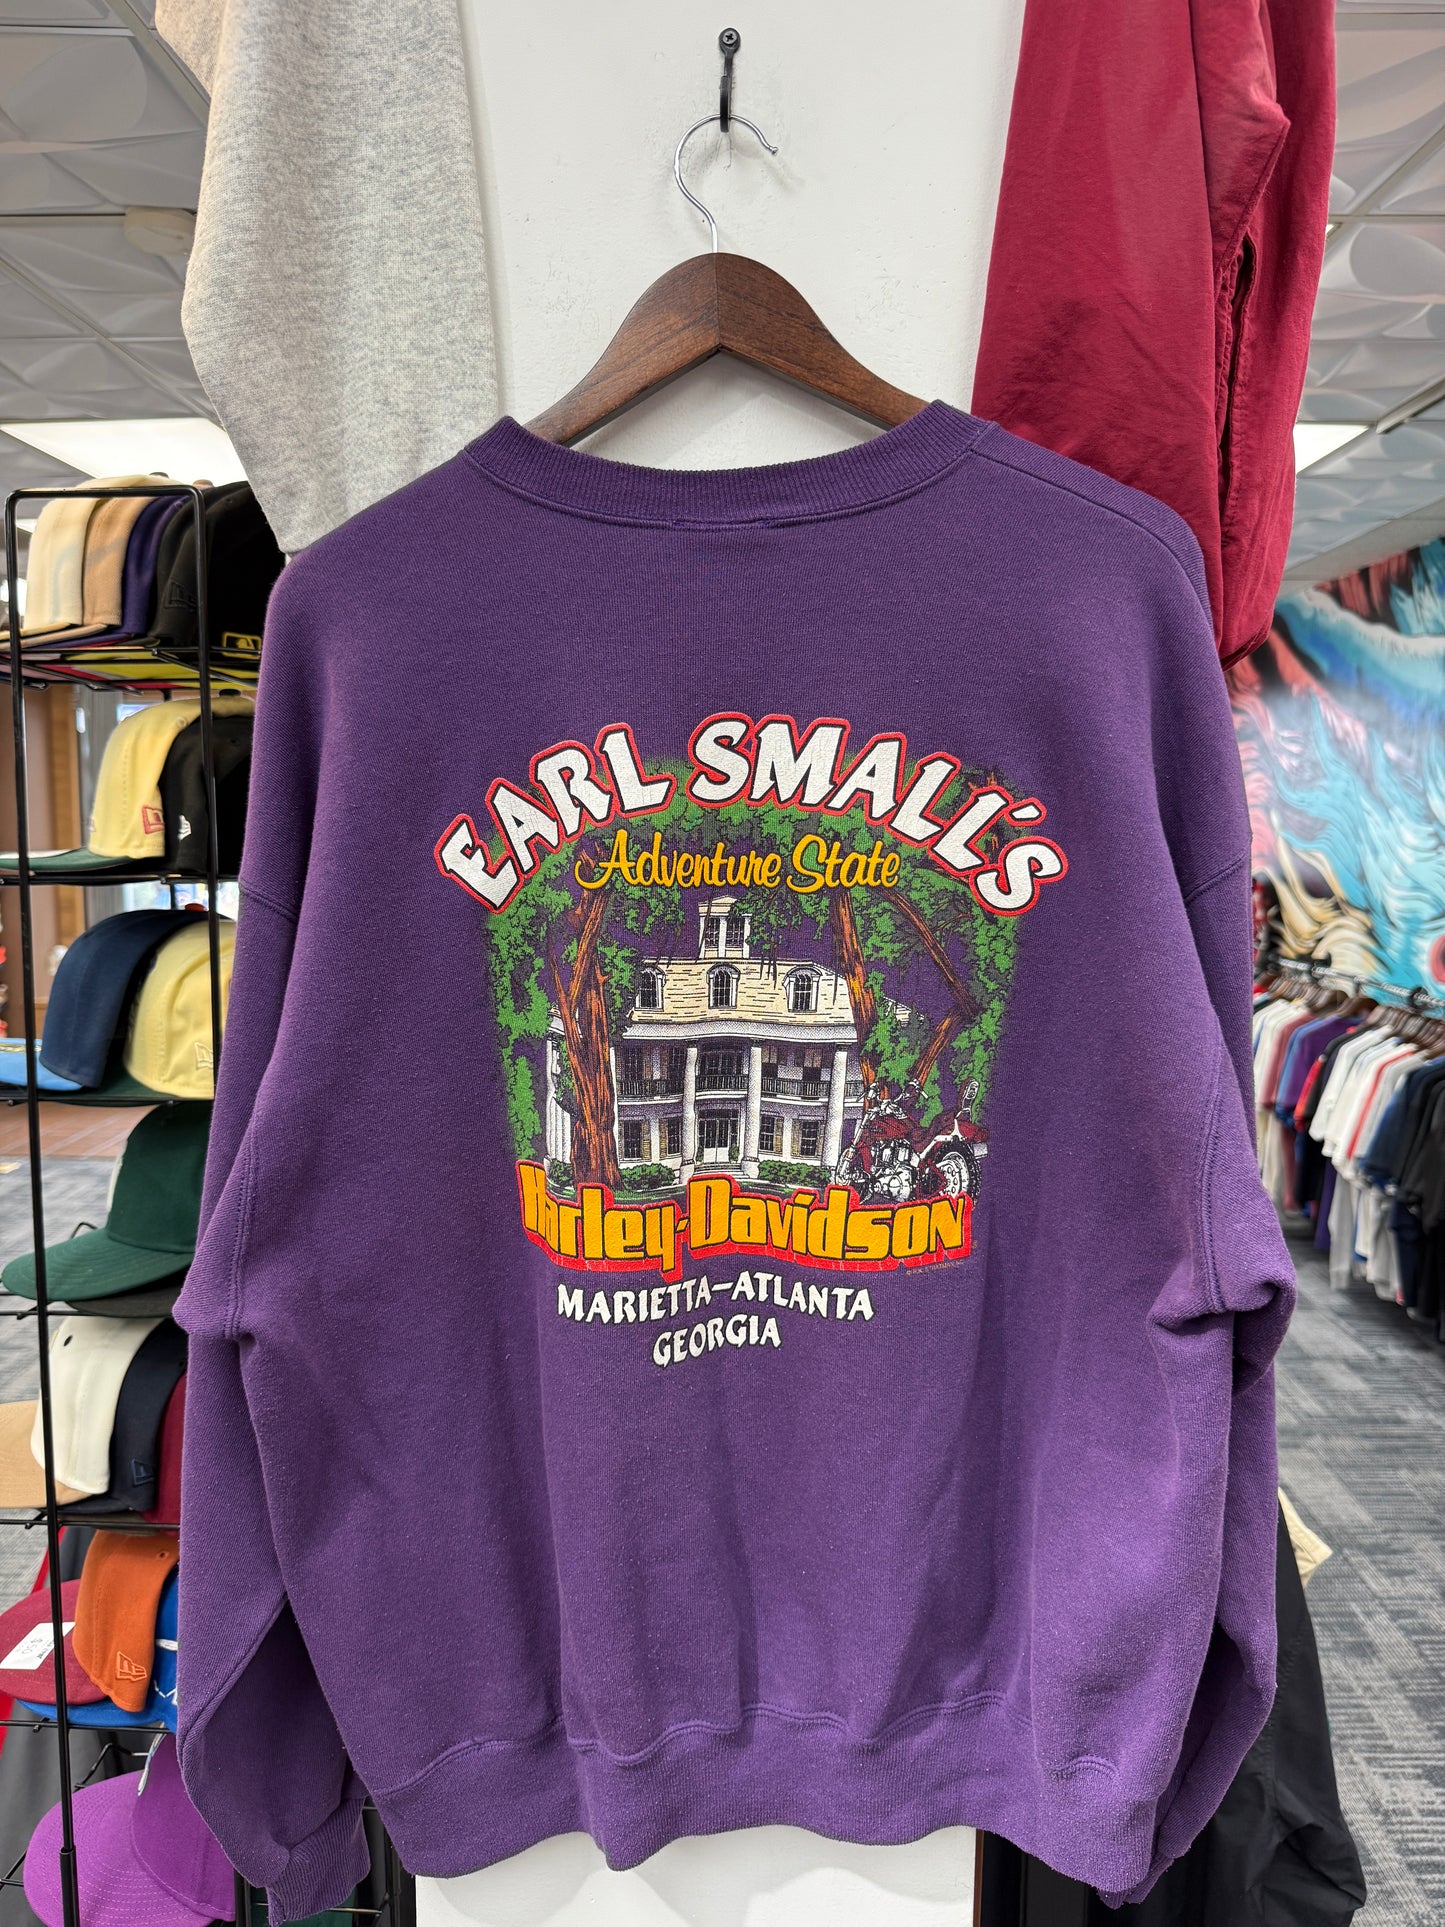 EARL SMALL'S
Adventure State
Harley-Davidson
MARIETTA-ATLANTA
GEORGIA